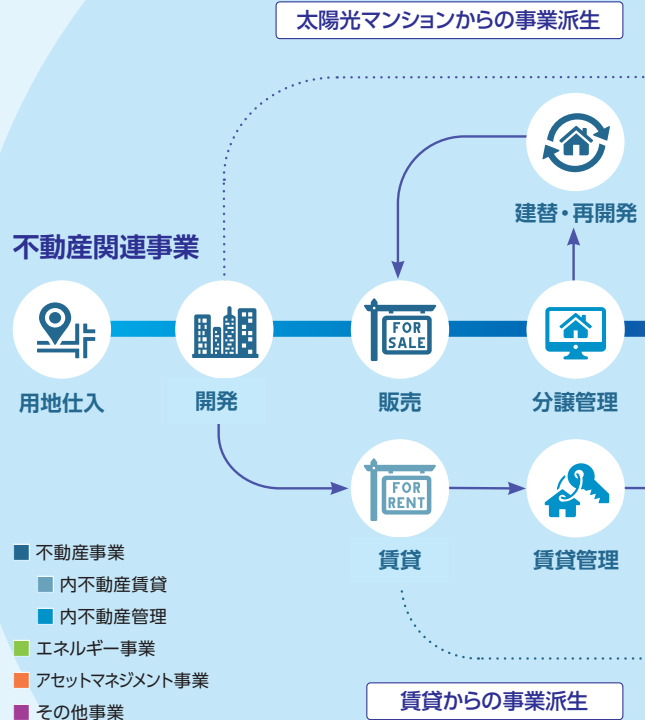 太陽光マンションからの事業派生
建替・再開発
不動産関連事業
FOR
SALE
用地仕入
開発
販売
分譲管理
FOR
RENT
賃貸
賃貸管理
不動産事業
内不動産賃貸
内不動産管理
エネルギー事業
アセットマネジメント事業
その他事業
賃貸からの事業派生